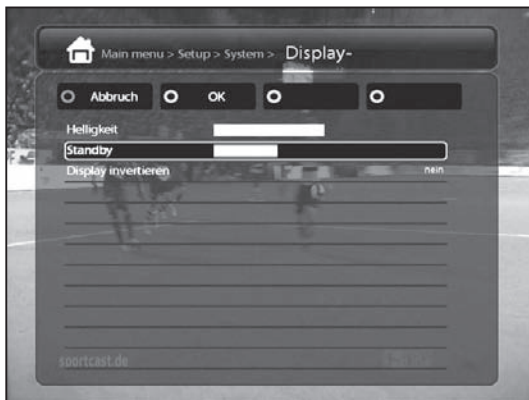 Main menu > Setup > System > Display-
Abbruch OK
Helligkeit
Standby
Display invertieren nein
sportcast.de